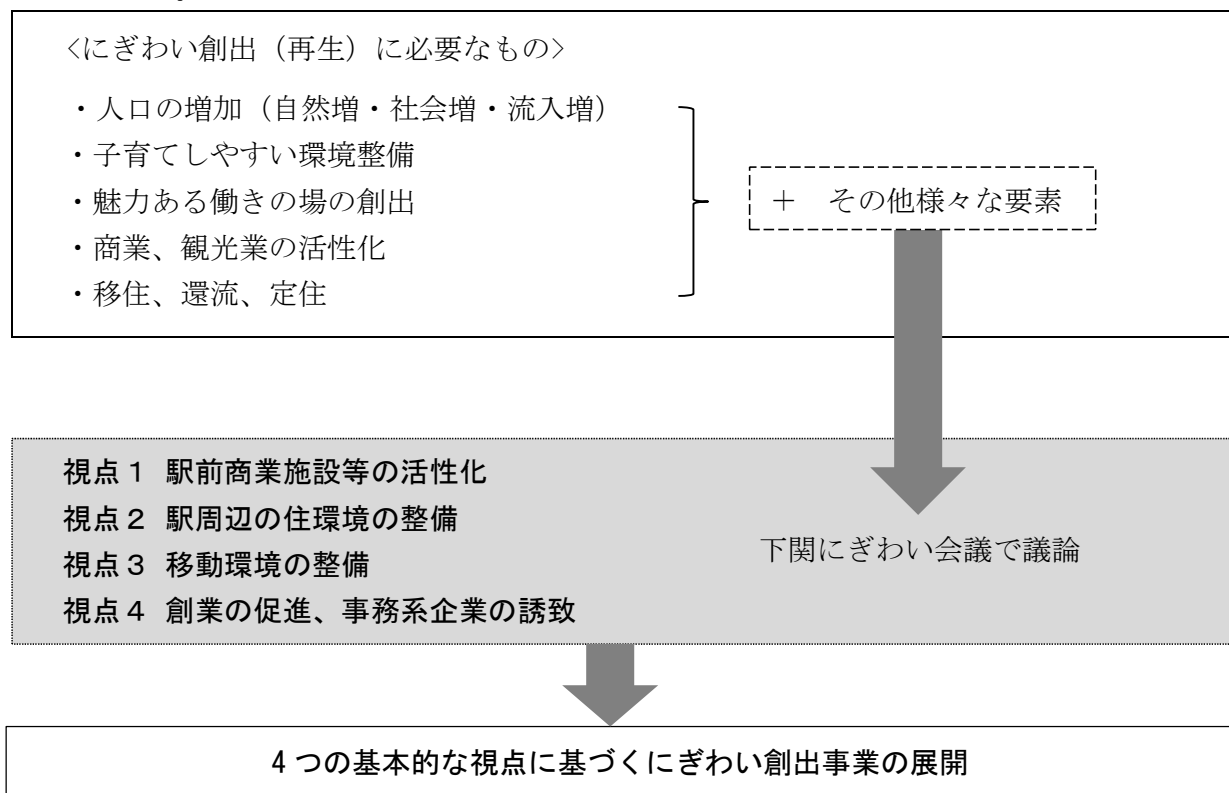 <にぎわい創出（再生）に必要なもの>
・人口の増加（自然増・社会増・流入増）
・子育てしやすい環境整備
・魅力ある働きの場の創出
・商業、観光業の活性化
・移住、還流、定住
＋　その他様々な要素
視点１ 駅前商業施設等の活性化
視点２ 駅周辺の住環境の整備
視点３ 移動環境の整備
視点４ 創業の促進、事務系企業の誘致
下関にぎわい会議で議論
4つの基本的な視点に基づくにぎわい創出事業の展開